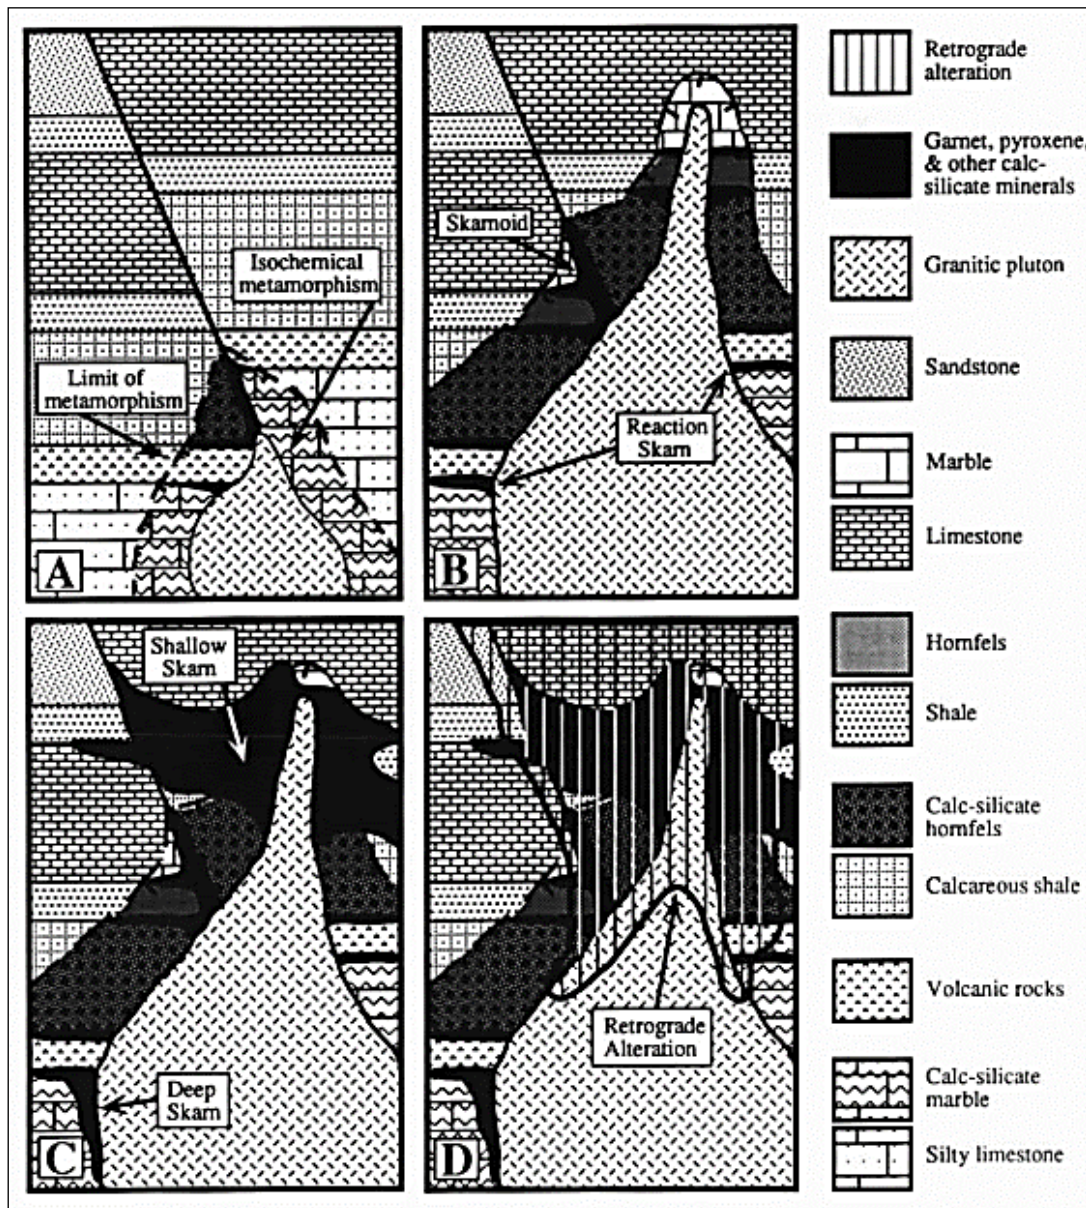 Isochemical
metamorphism
Limit of
metamorphism
A
Skarnoid
Reaction
Skarn
B
Shallow
Skarn
Deep
Skarn
C
Retrograde
Alteration
D
Retrograde
alteration
Garnet, pyroxene,
& other calc-
silicate minerals
Granitic pluton
Sandstone
Marble
Limestone
Hornfels
Shale
Calc-silicate
hornfels
Calcareous shale
Volcanic rocks
Calc-silicate
marble
Silty limestone